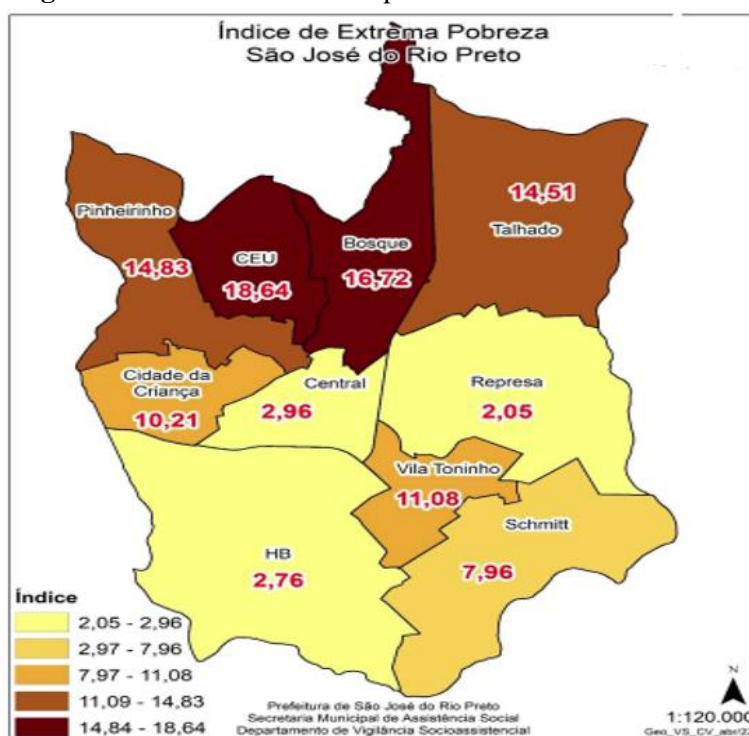 Índice de Extrema Pobreza
São José do Rio Preto
Pinheirinho
14,83
CEU
18,64
Bosque
16,72
14,51
Talhado
Cidade da
Criança
10,21
Central
2,96
Represa
2,05
Vila Toninho
11,08
Schmitt
7,96
HB
2,76
Índice
2,05 - 2,96
2,97 - 7,96
7,97 - 11,08
11,09 - 14,83
14,84 - 18,64
Prefeitura de São José do Rio Preto
Secretaria Municipal de Assistência Social
Departamento de Vigilância Socioassistencial
N
1:120.000